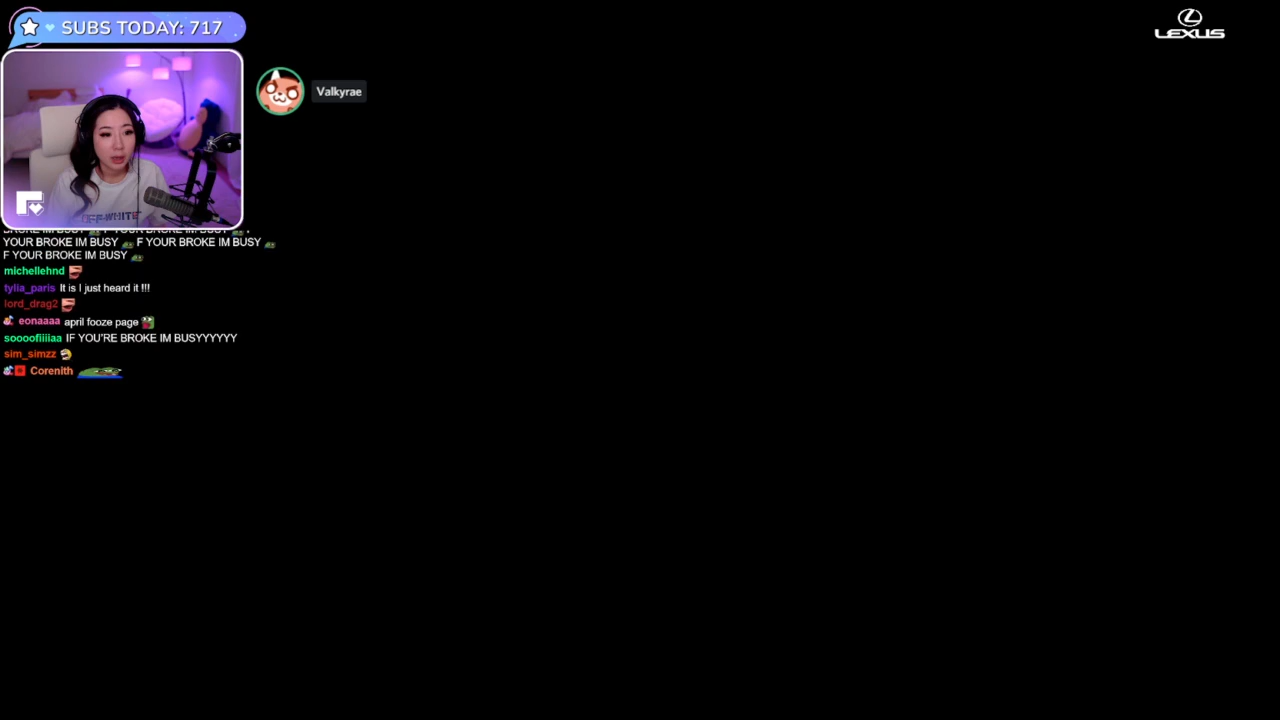 SUBS TODAY: 717
LEXUS
Valkyrae
OFF-WHITE
YOUR BROKE IM BUSY F YOUR BROKE IM BUSY
F YOUR BROKE IM BUSY
michellehnd
tylia_paris It is I just heard it !!!
lord_drag2
eonaaaa april fooze page
soooofiiiiaa IF YOU'RE BROKE IM BUSYYYYYY
sim_simzz
Corenith